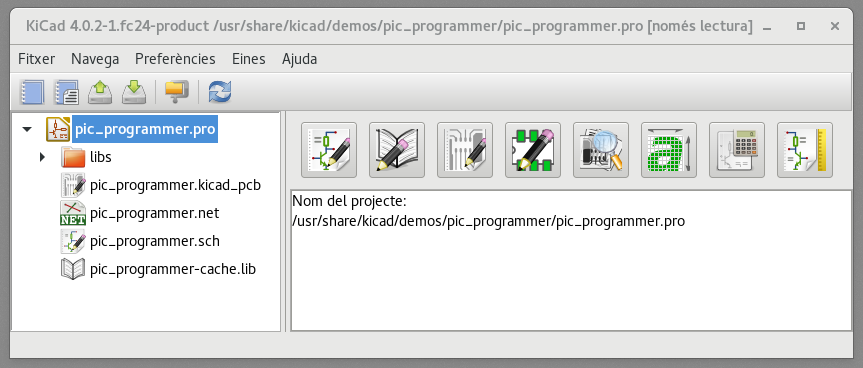 KiCad 4.0.2-1.fc24-product /usr/share/kicad/demos/pic_programmer/pic_programmer.pro [només lectura]
Fitxer Navega Preferències Eines Ajuda
pic_programmer.pro
libs
pic_programmer.kicad_pcb
NET
pic_programmer.net
pic_programmer.sch
pic_programmer-cache.lib
a
Nom del projecte:
/usr/share/kicad/demos/pic_programmer/pic_programmer.pro